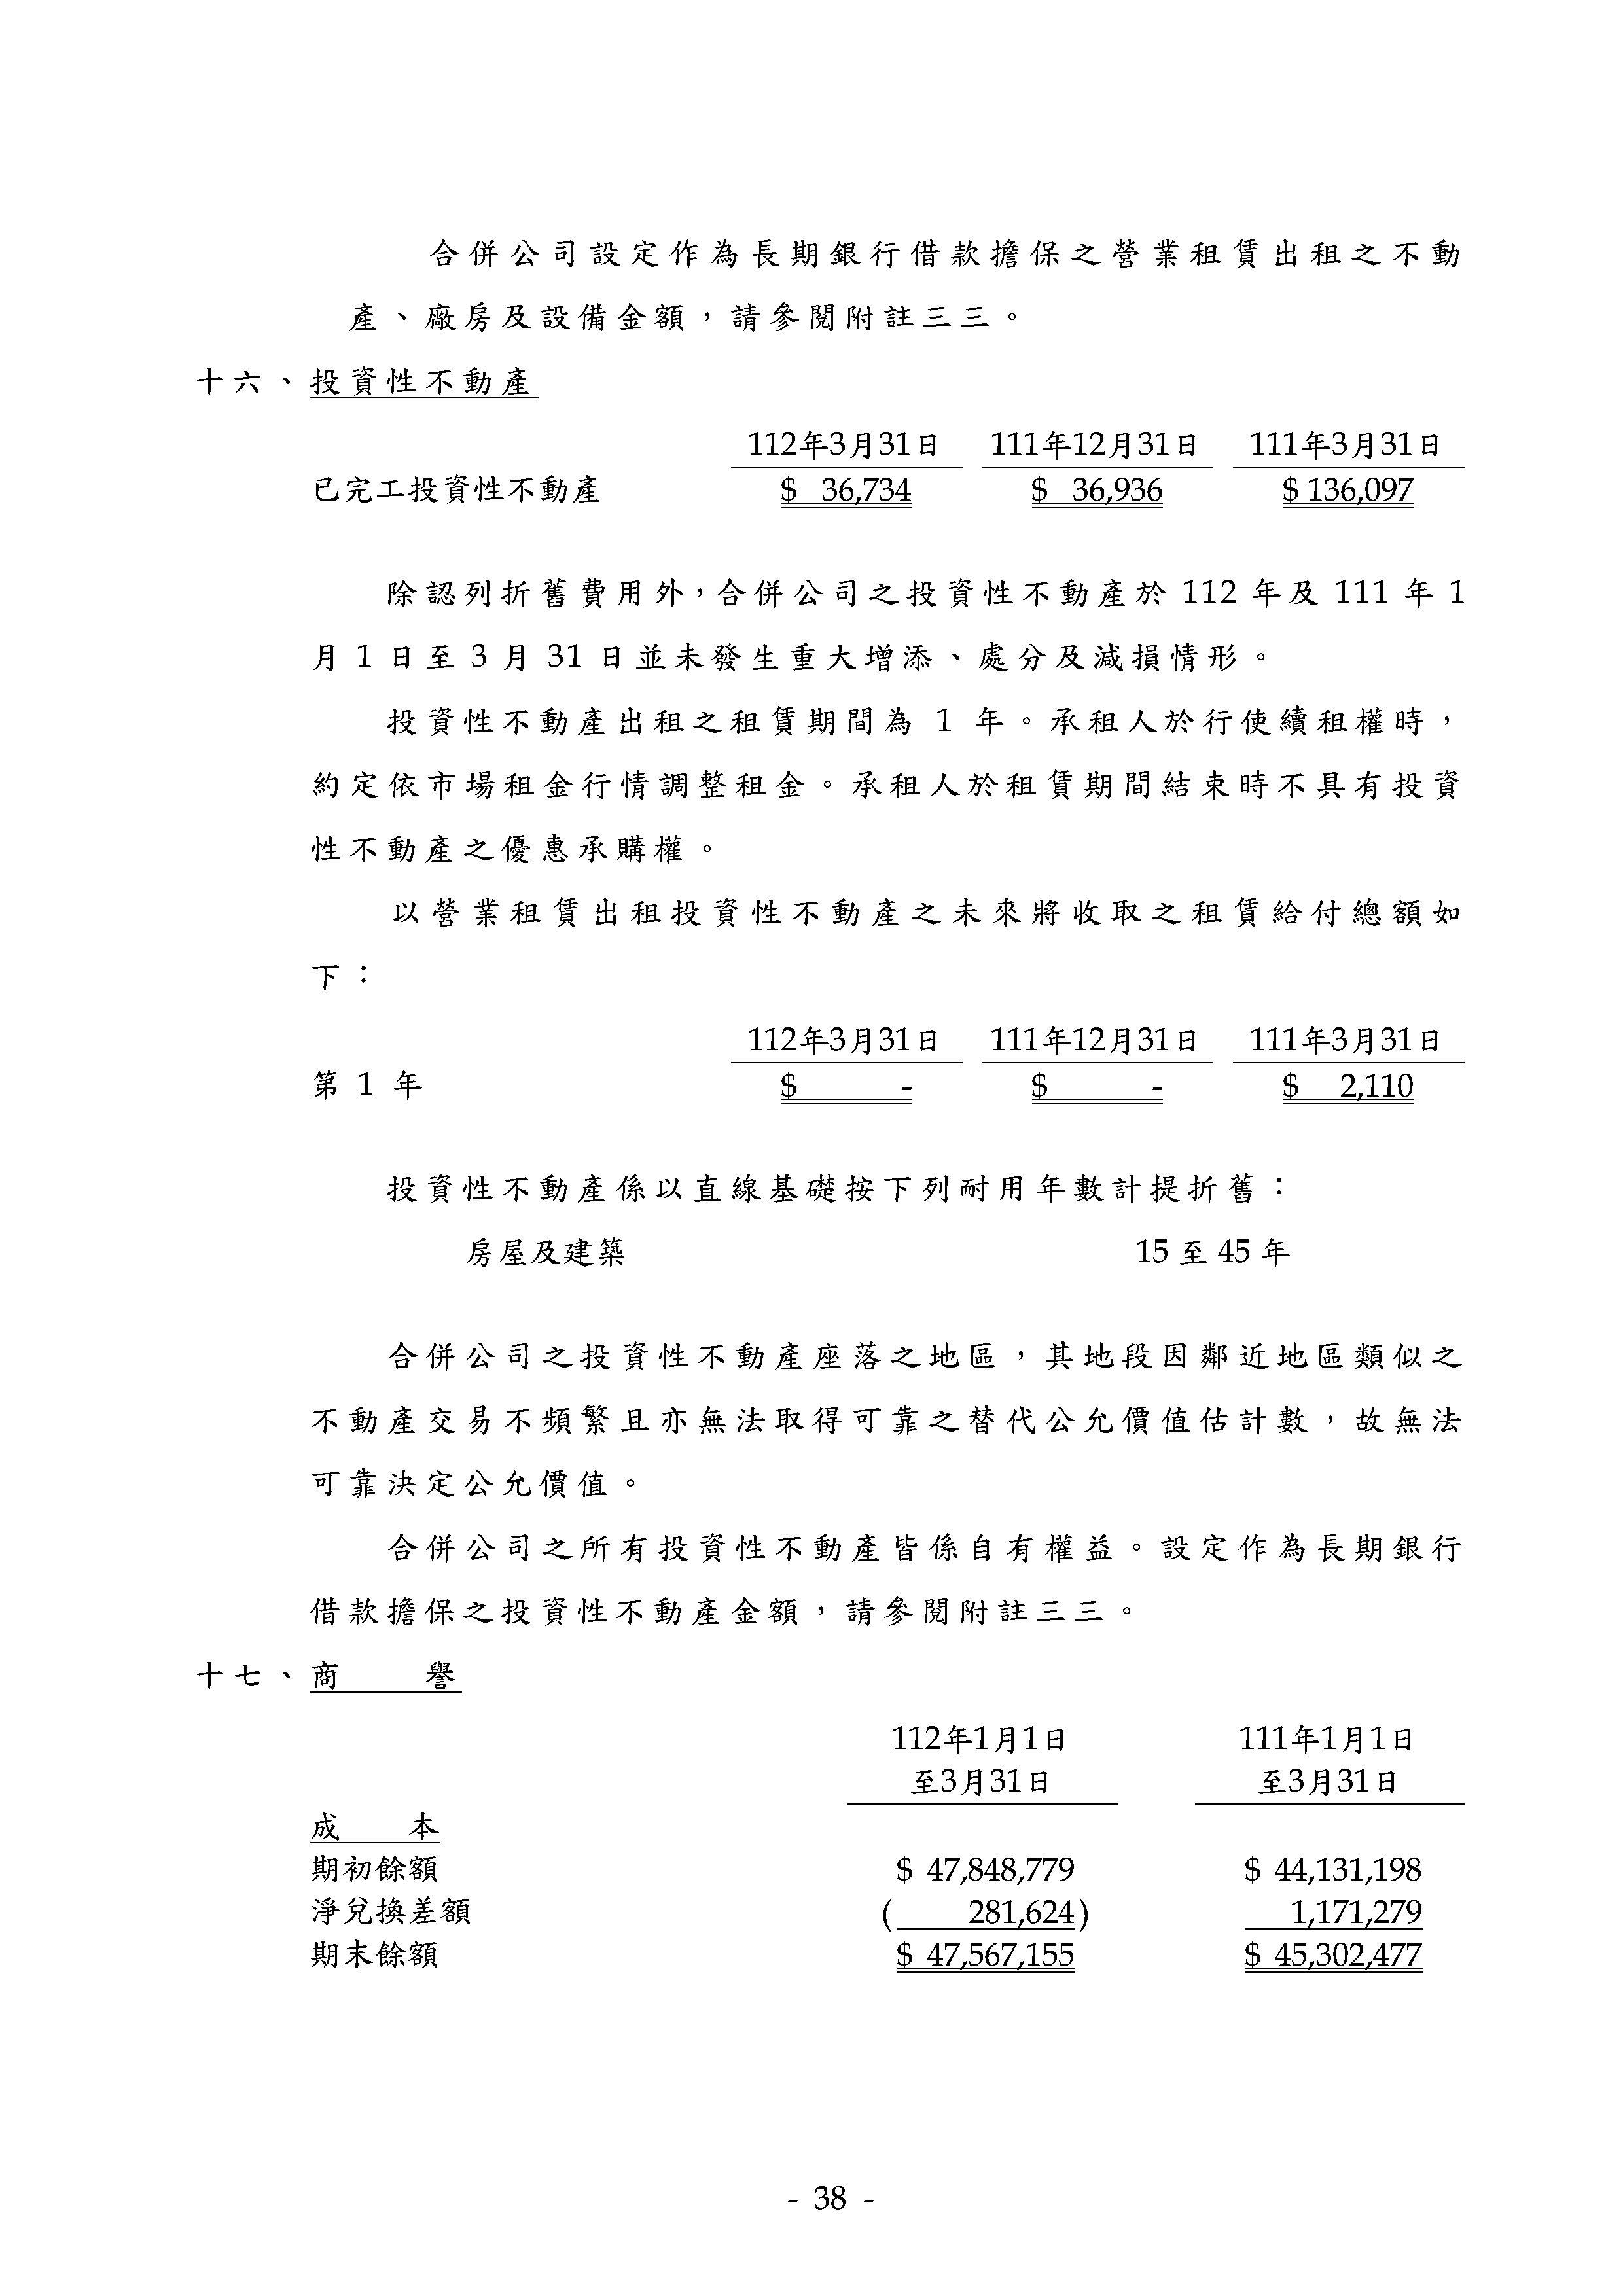 合併公司設定作為長期銀行借款擔保之營業租賃出租之不動
產、廠房及設備金額，請參閱附註三三。
十六、投資性不動產
112年3月31日 111年12月31日 111年3月31日
已完工投資性不動產 $ 36,734 $ 36,936 $ 136,097
除認列折舊費用外，合併公司之投資性不動產於 112 年及 111 年 1
月 1 日至 3 月 31 日並未發生重大增添、處分及減損情形。
投資性不動產出租之租賃期間為 1 年。承租人於行使續租權時，
約定依市場租金行情調整租金。承租人於租賃期間結束時不具有投資
性不動產之優惠承購權。
以營業租賃出租投資性不動產之未來將收取之租賃給付總額如
下：
112年3月31日 111年12月31日 111年3月31日
第 1 年 $ - $ - $ 2,110
投資性不動產係以直線基礎按下列耐用年數計提折舊：
房屋及建築 15 至 45 年
合併公司之投資性不動產座落之地區，其地段因鄰近地區類似之
不動產交易不頻繁且亦無法取得可靠之替代公允價值估計數，故無法
可靠決定公允價值。
合併公司之所有投資性不動產皆係自有權益。設定作為長期銀行
借款擔保之投資性不動產金額，請參閱附註三三。
十七、商 譽
112年1月1日 111年1月1日
至3月31日 至3月31日
成 本
期初餘額 $ 47,848,779 $ 44,131,198
淨兌換差額 ( 281,624) 1,171,279
期末餘額 $ 47,567,155 $ 45,302,477
- 38 -